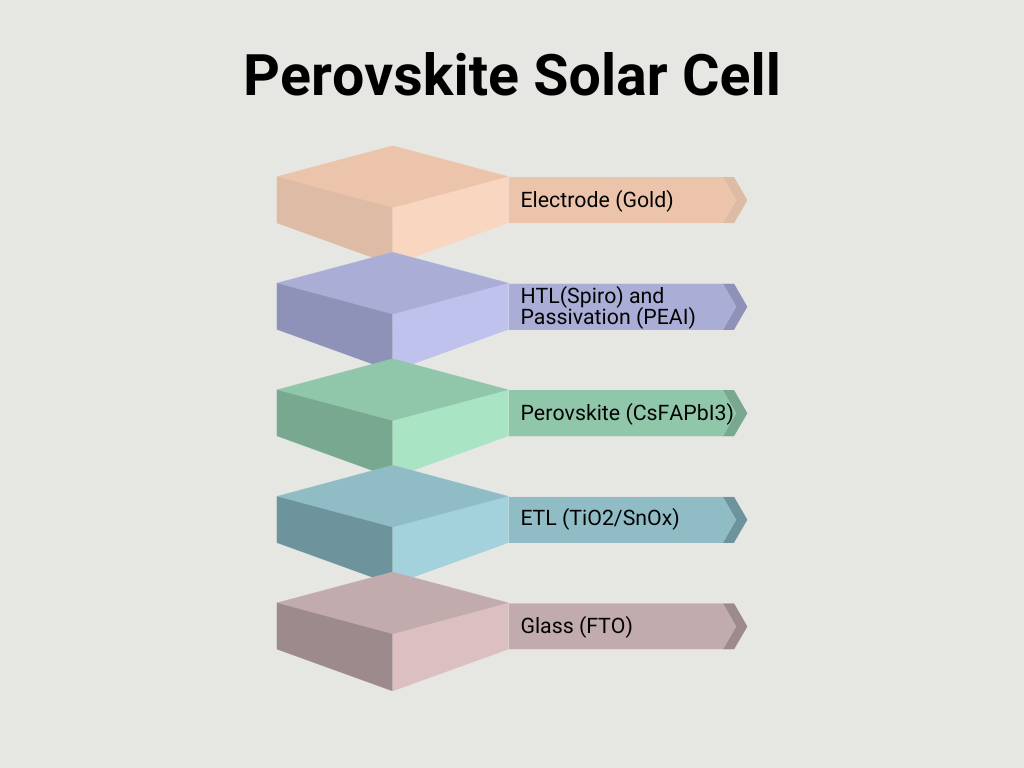 Perovskite Solar Cell
Electrode (Gold)
HTL(Spiro) and
Passivation (PEAI)
Perovskite (CsFAPbI3)
ETL (TiO2/SnOx)
Glass (FTO)